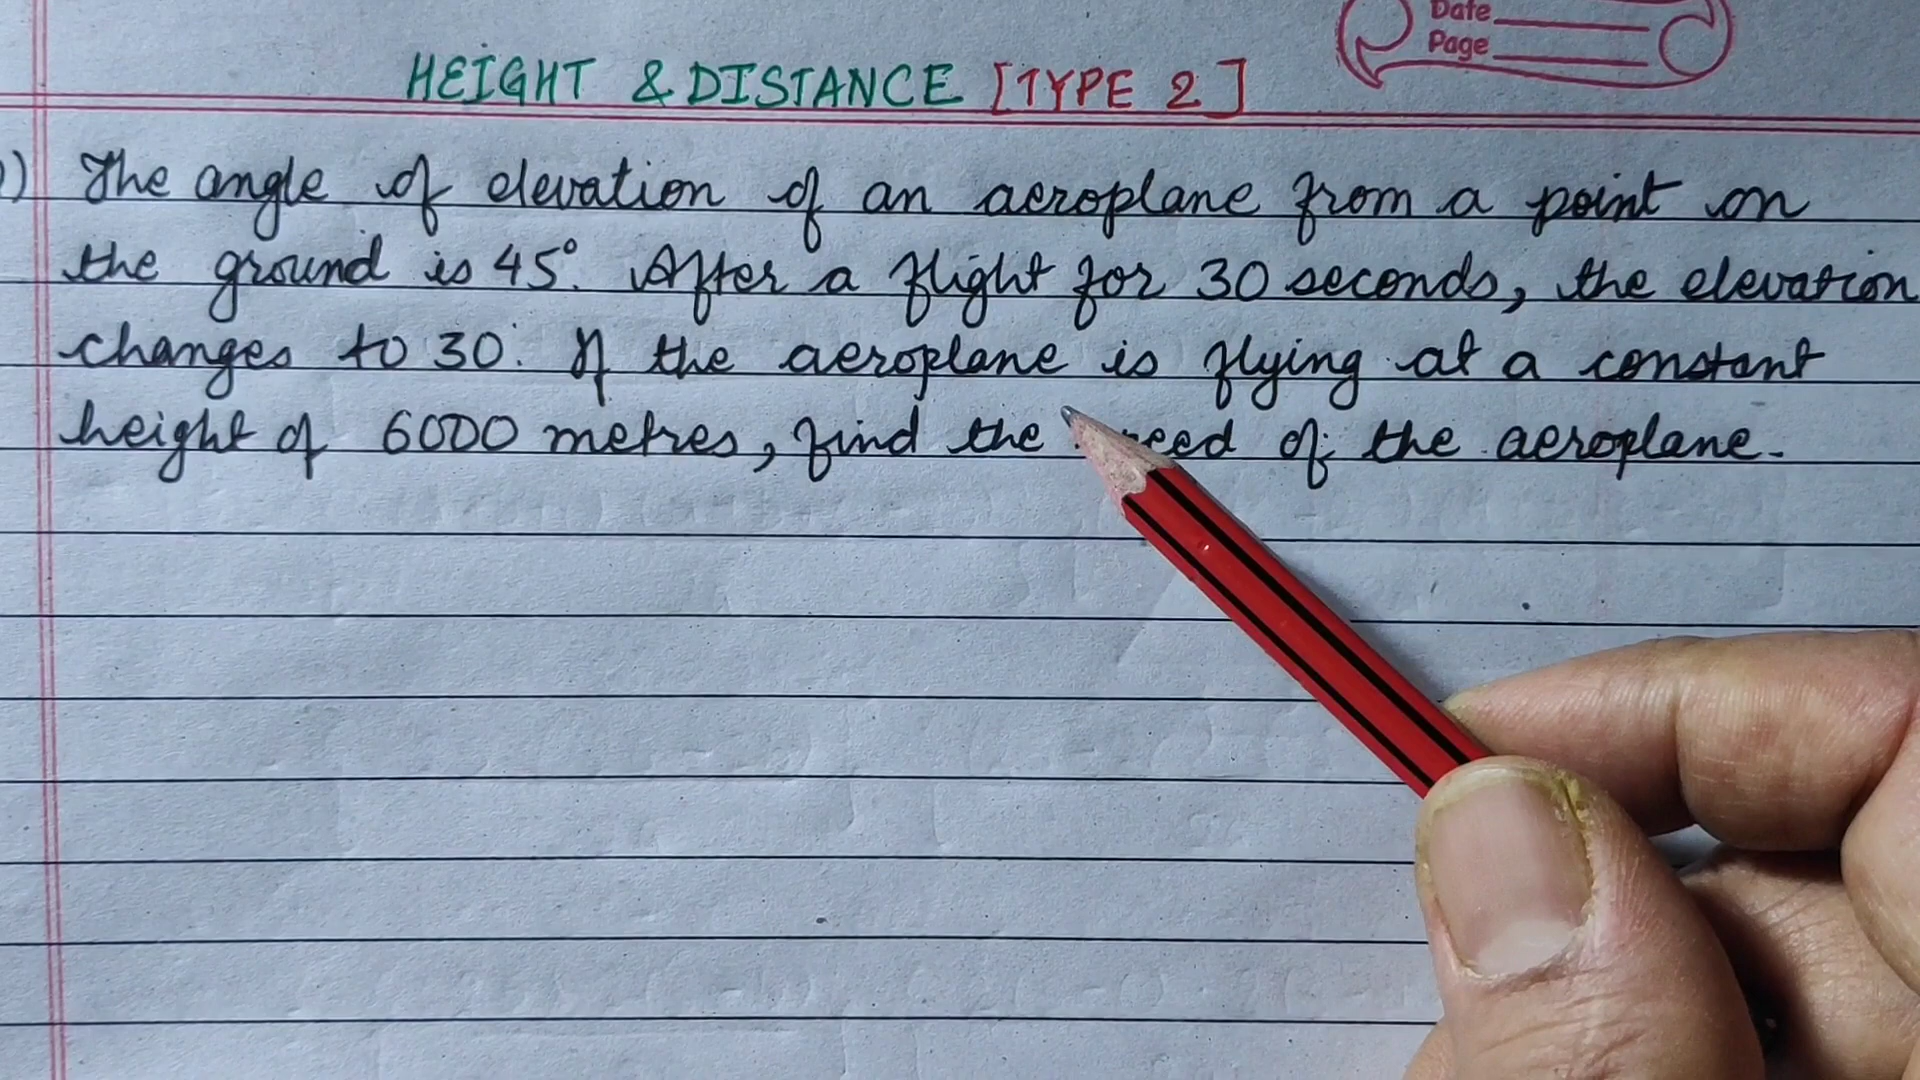 Date
Page
HEIGHT & DISTANCE [TYPE 2]
) The angle of elevation of an aeroplane from a point on
the ground is 45°. After a flight for 30 seconds, the elevation
changes to 30°. If the aeroplane is flying at a constant
height of 6000 metres, find the of the aeroplane.